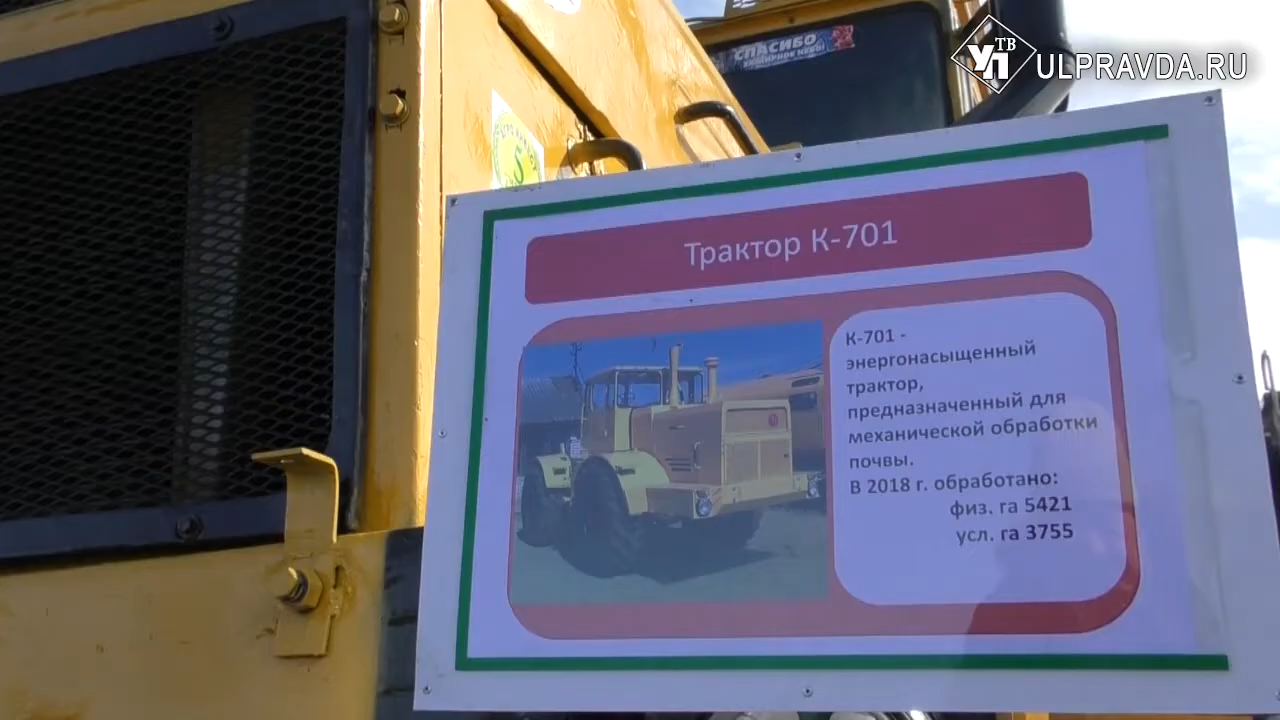 ТВ
УП
ULPRAVDA.RU
СПАСИБО
5
Трактор К-701
К-701 -
энергонасыщенный
трактор,
предназначенный для
механической обработки
почвы.
В 2018 г. обработано:
физ. га 5421
усл. га 3755